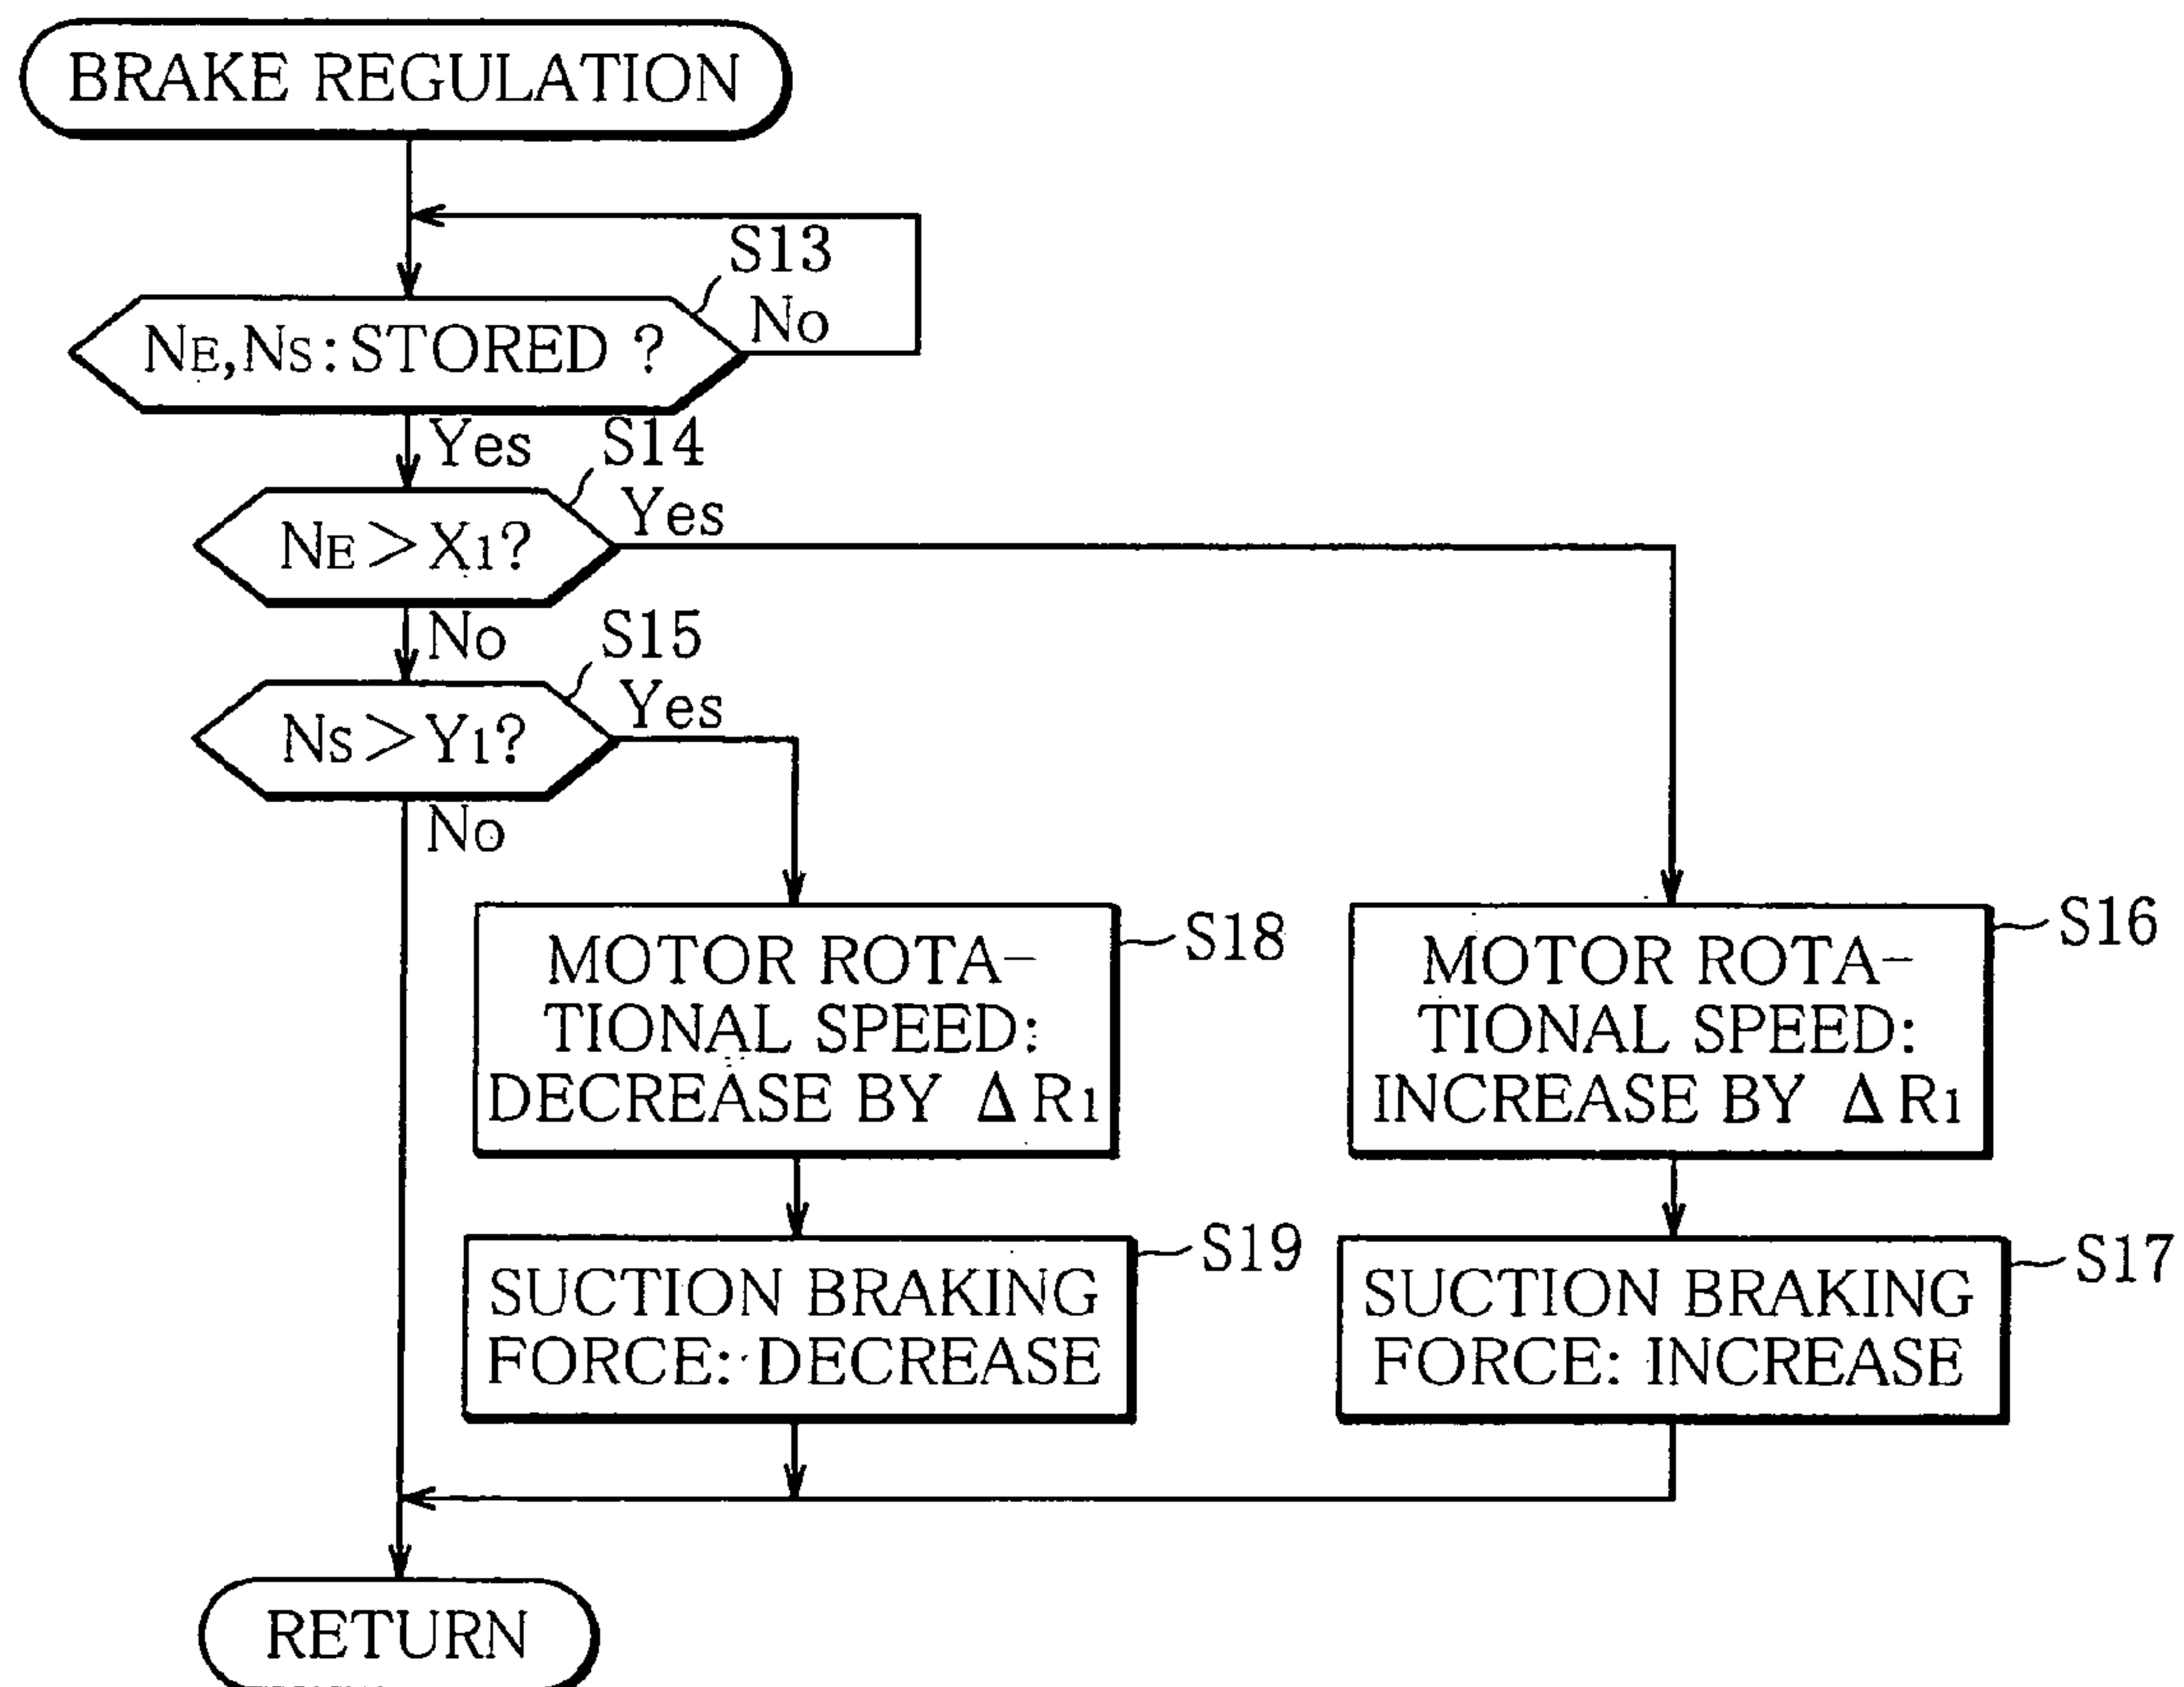 BRAKE REGULATION
S13
No
NE,NS:STORED ?
Yes
S14
Yes
NE>X1?
No
S15
Yes
NS>Y1?
No
MOTOR ROTA-
TIONAL SPEED:
DECREASE BY Δ R1
S18
MOTOR ROTA-
TIONAL SPEED:
INCREASE BY Δ R1
S16
SUCTION BRAKING
FORCE: DECREASE
S19
SUCTION BRAKING
FORCE: INCREASE
S17
RETURN